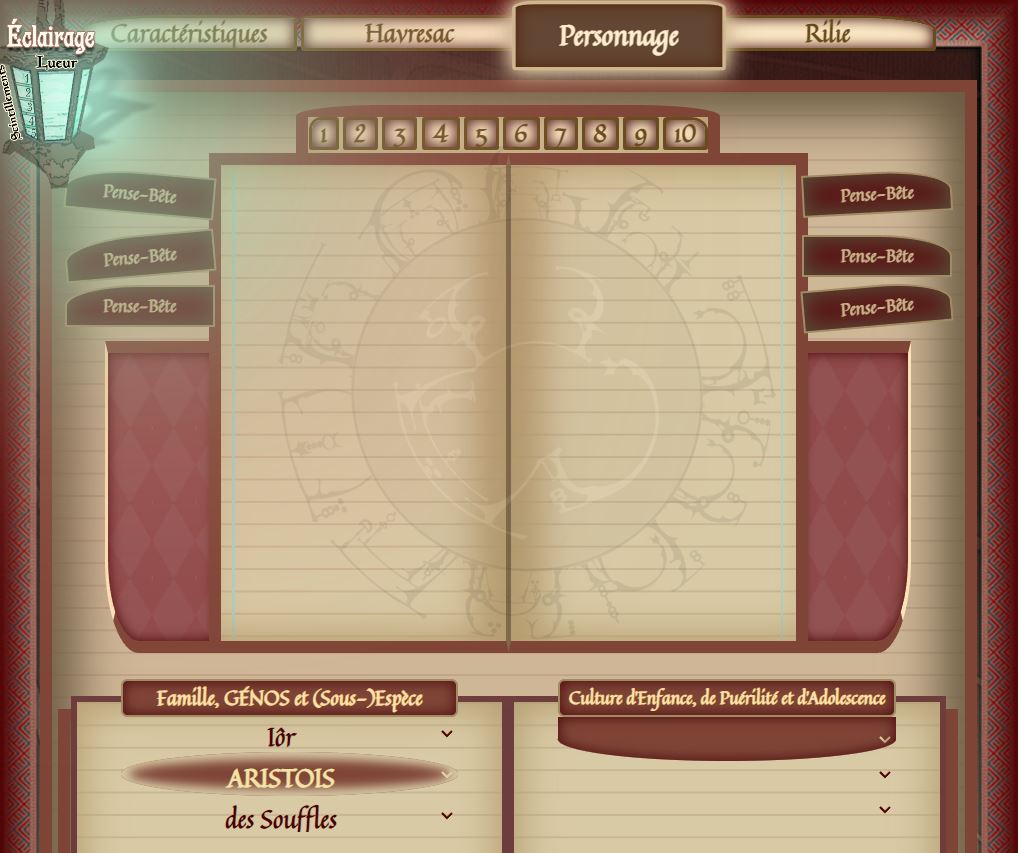 Éclairage
Lueur
Scintillements
1
2
3
4
5
Caractéristiques
Havresac
Personnage
Rilie
1 2 3 4 5 6 7 8 9 10
Pense-Bête
Pense-Bête
Pense-Bête
Pense-Bête
Pense-Bête
Pense-Bête
Famille, GÉNOS et (Sous-)Espèce
Iôr
ARISTOIS
des Souffles
Culture d'Enfance, de Puérilité et d'Adolescence